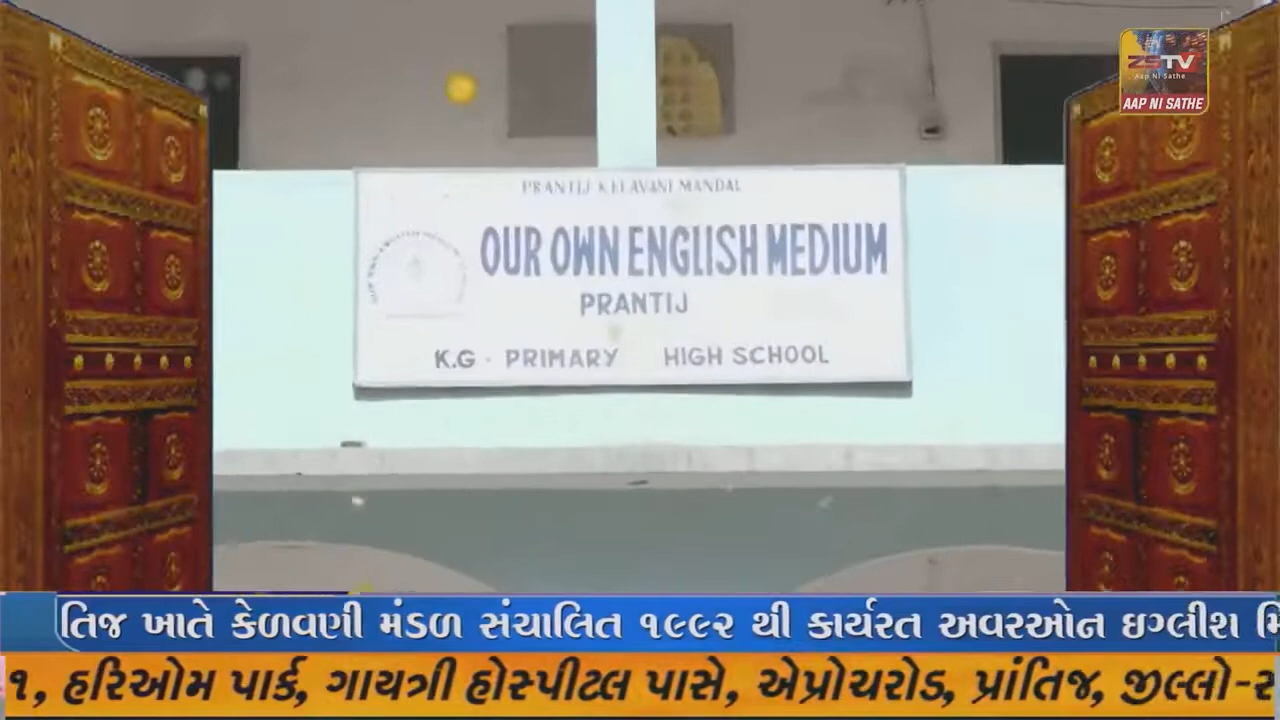 ZSTV
Aap Ni Sathe
AAP NI SATHE
PRANTIJ KELAVANI MANDAL
OUR OWN ENGLISH MEDIUM
PRANTIJ
K.G - PRIMARY HIGH SCHOOL
તિજ ખાતે કેળવણી મંડળ સંચાલિત ૧૯૯૨ થી કાર્યરત અવરઓન ઇંગ્લીશ મિ
૧, હરિઓમ પાર્ક, ગાયત્રી હોસ્પીટલ પાસે, એપ્રોચરોડ, પ્રાંતિજ, જીલ્લો-સ